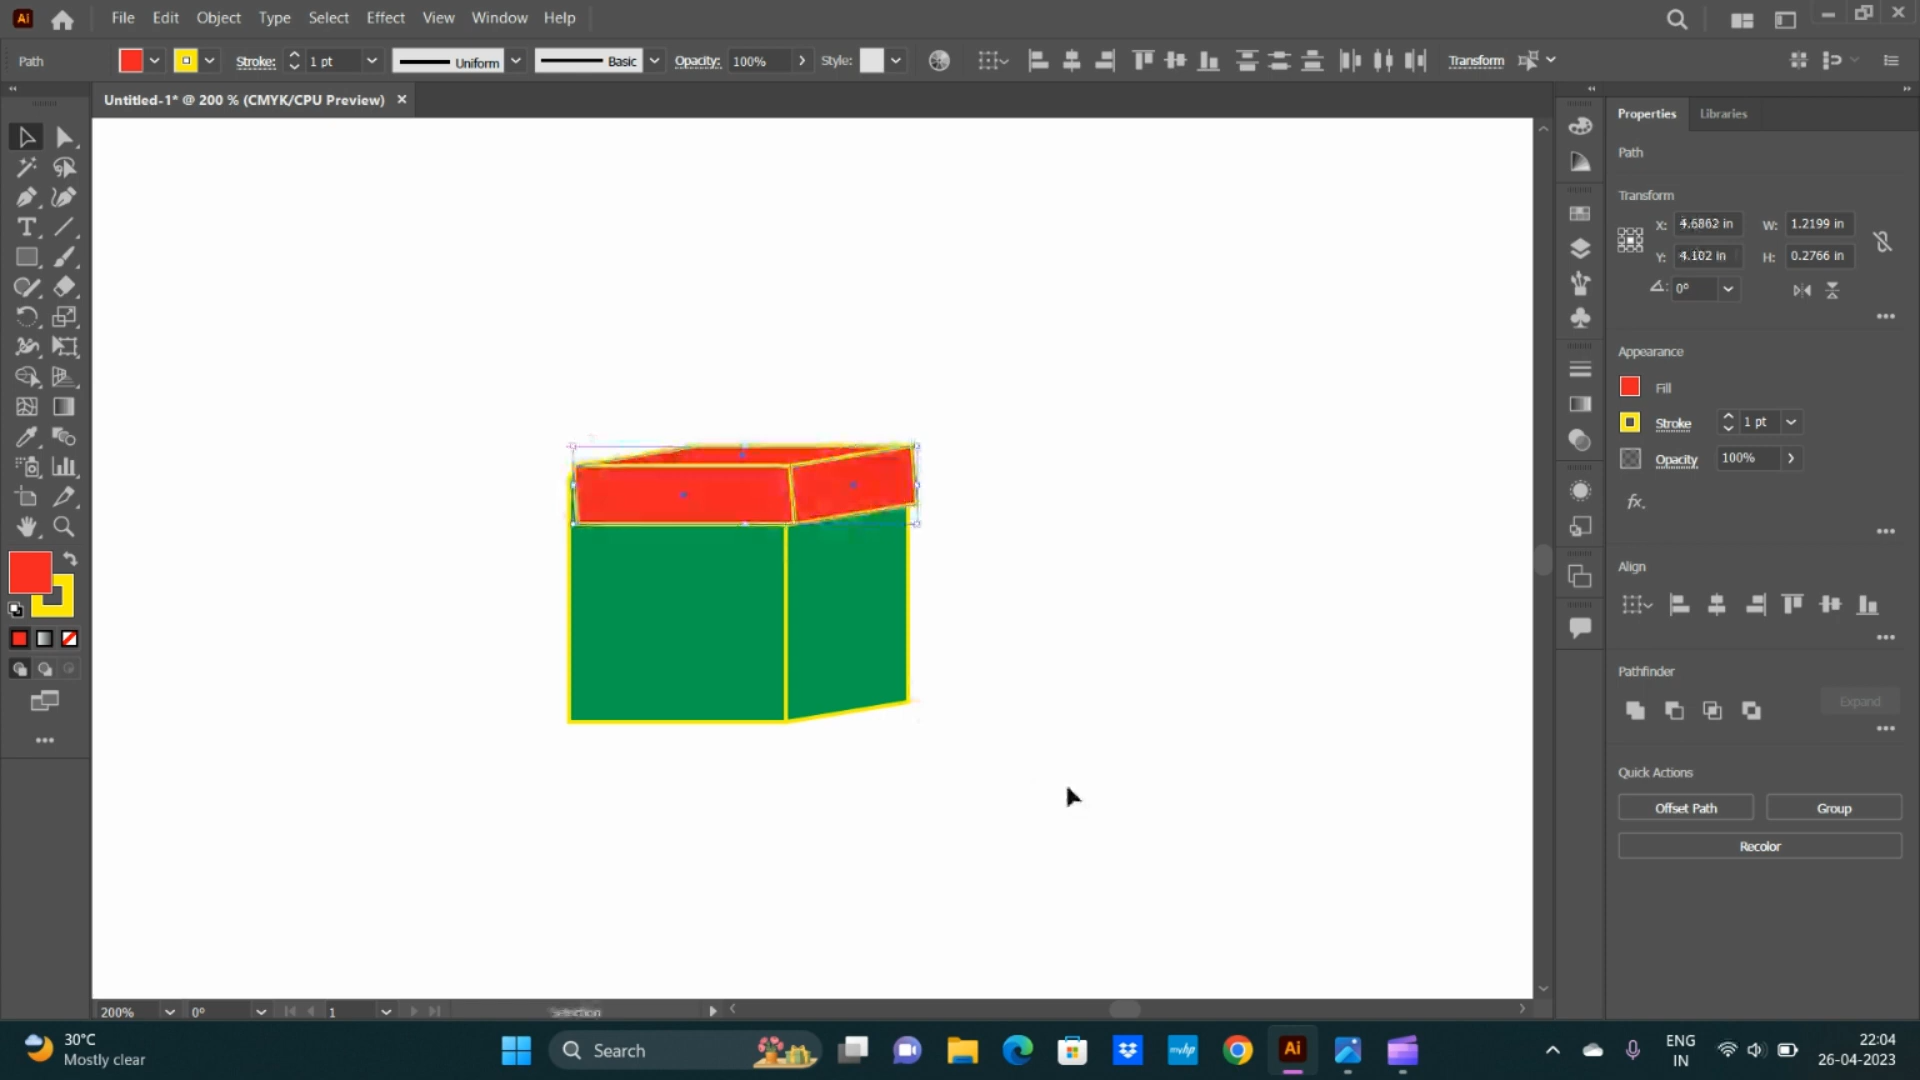 Ai File Edit Object Type Select Effect View Window Help
Path Stroke: 1 pt Uniform Basic Opacity: 100% Style: Transform
Untitled-1* @ 200 % (CMYK/CPU Preview) ×
Properties Libraries
Path
Transform
X: 4.6862 in W: 1.2199 in
Y: 4.102 in H: 0.2766 in
0°
Appearance
Fill
Stroke 1 pt
Opacity 100%
fx.
Align
Pathfinder
Expand
Quick Actions
Offset Path Group
Recolor
200% 0° 1 Selection
30°C
Mostly clear
Search
myhp
Ai
ENG
IN
22:04
26-04-2023